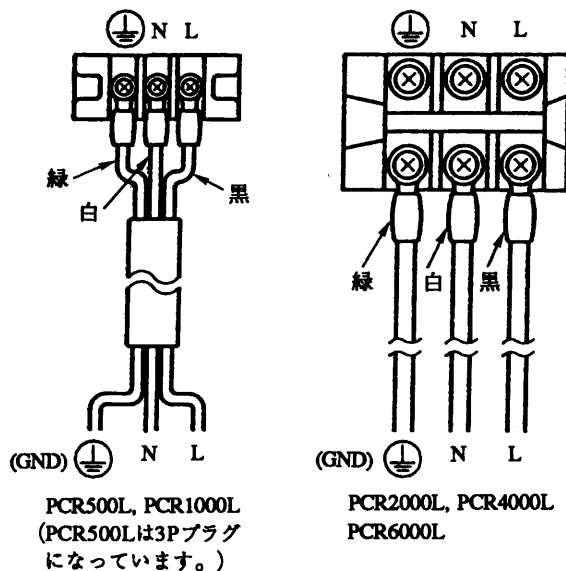 ⏚ N L
緑
白
黒
(GND) ⏚ N L
PCR500L, PCR1000L
(PCR500Lは3Pプラグ
になっています。)
⏚ N L
緑
白
黒
(GND) ⏚ N L
PCR2000L, PCR4000L
PCR6000L